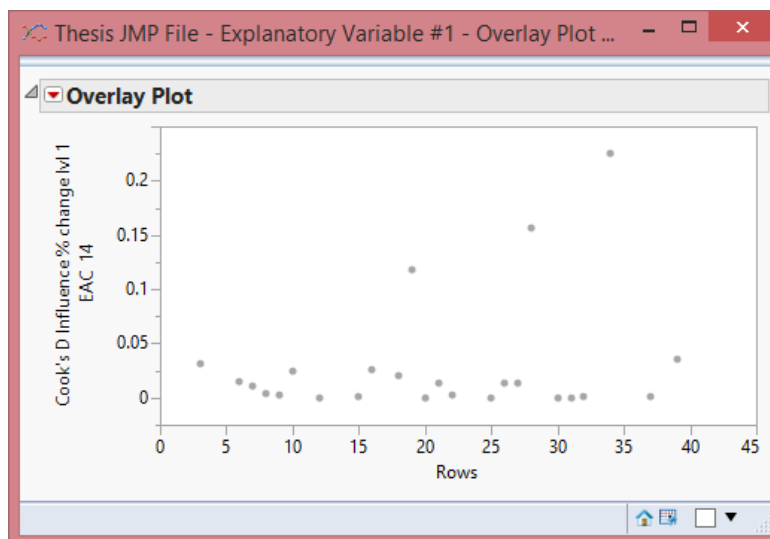 Thesis JMP File - Explanatory Variable #1 - Overlay Plot ...
Overlay Plot
Cook's D Influence % change lvl 1
EAC 14
0.2
0.15
0.1
0.05
0
0 5 10 15 20 25 30 35 40 45
Rows